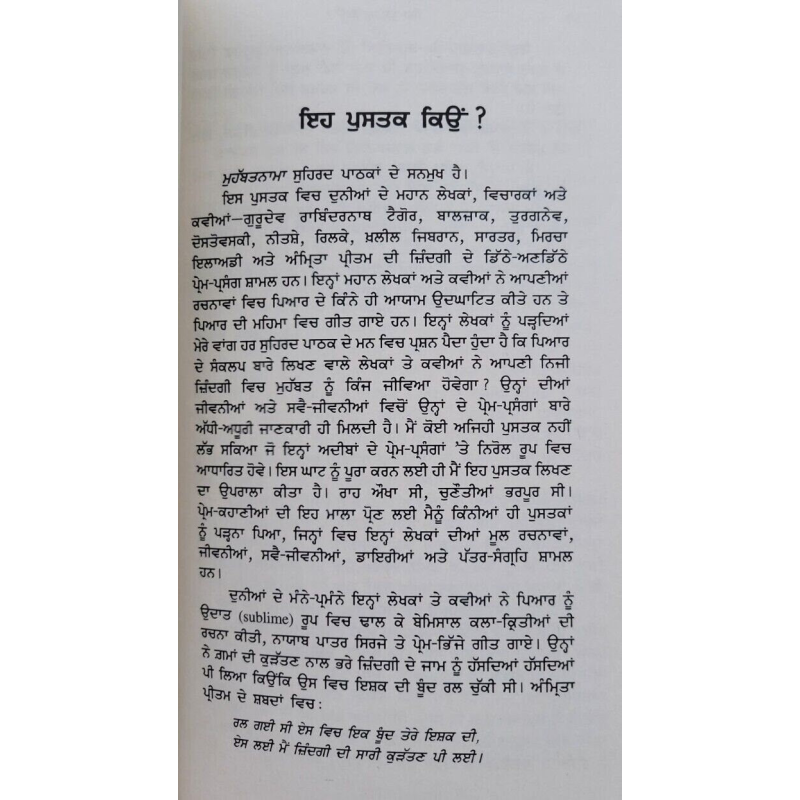 ਇਹ ਪੁਸਤਕ ਕਿਉਂ ?
ਮੁਹੱਬਤਨਾਮਾ ਸੁਹਿਰਦ ਪਾਠਕਾਂ ਦੇ ਸਨਮੁਖ ਹੈ।
ਇਸ ਪੁਸਤਕ ਵਿਚ ਦੁਨੀਆਂ ਦੇ ਮਹਾਨ ਲੇਖਕਾਂ, ਵਿਚਾਰਕਾਂ ਅਤੇ
ਕਵੀਆਂ—ਗੁਰੂਦੇਵ ਰਾਬਿੰਦਰਨਾਥ ਟੈਗੋਰ, ਬਾਲਜ਼ਾਕ, ਤੁਰਗਨੇਵ,
ਦੋਸਤੋਵਸਕੀ, ਨੀਤਸ਼ੇ, ਰਿਲਕੇ, ਖ਼ਲੀਲ ਜਿਬਰਾਨ, ਸਾਰਤਰ, ਮਿਰਚਾ
ਇਲਾਅਡੀ ਅਤੇ ਅੰਮ੍ਰਿਤਾ ਪ੍ਰੀਤਮ ਦੀ ਜ਼ਿੰਦਗੀ ਦੇ ਡਿੱਠੇ-ਅਣਡਿੱਠੇ
ਪ੍ਰੇਮ-ਪ੍ਰਸੰਗ ਸ਼ਾਮਲ ਹਨ। ਇਨ੍ਹਾਂ ਮਹਾਨ ਲੇਖਕਾਂ ਅਤੇ ਕਵੀਆਂ ਨੇ ਆਪਣੀਆਂ
ਰਚਨਾਵਾਂ ਵਿਚ ਪਿਆਰ ਦੇ ਕਿੰਨੇ ਹੀ ਆਯਾਮ ਉਦਘਾਟਿਤ ਕੀਤੇ ਹਨ ਤੇ
ਪਿਆਰ ਦੀ ਮਹਿਮਾ ਵਿਚ ਗੀਤ ਗਾਏ ਹਨ। ਇਨ੍ਹਾਂ ਲੇਖਕਾਂ ਨੂੰ ਪੜ੍ਹਦਿਆਂ
ਮੇਰੇ ਵਾਂਗ ਹਰ ਸੁਹਿਰਦ ਪਾਠਕ ਦੇ ਮਨ ਵਿਚ ਪ੍ਰਸ਼ਨ ਪੈਦਾ ਹੁੰਦਾ ਹੈ ਕਿ ਪਿਆਰ
ਦੇ ਸੰਕਲਪ ਬਾਰੇ ਲਿਖਣ ਵਾਲੇ ਲੇਖਕਾਂ ਤੇ ਕਵੀਆਂ ਨੇ ਆਪਣੀ ਨਿਜੀ
ਜ਼ਿੰਦਗੀ ਵਿਚ ਮੁਹੱਬਤ ਨੂੰ ਕਿੰਜ ਜੀਵਿਆ ਹੋਵੇਗਾ ? ਉਨ੍ਹਾਂ ਦੀਆਂ
ਜੀਵਨੀਆਂ ਅਤੇ ਸਵੈ-ਜੀਵਨੀਆਂ ਵਿਚੋਂ ਉਨ੍ਹਾਂ ਦੇ ਪ੍ਰੇਮ-ਪ੍ਰਸੰਗਾਂ ਬਾਰੇ
ਅੱਧੀ-ਅਧੂਰੀ ਜਾਣਕਾਰੀ ਹੀ ਮਿਲਦੀ ਹੈ। ਮੈਂ ਕੋਈ ਅਜਿਹੀ ਪੁਸਤਕ ਨਹੀਂ
ਲੱਭ ਸਕਿਆ ਜੋ ਇਨ੍ਹਾਂ ਅਦੀਬਾਂ ਦੇ ਪ੍ਰੇਮ-ਪ੍ਰਸੰਗਾਂ 'ਤੇ ਨਿਰੋਲ ਰੂਪ ਵਿਚ
ਆਧਾਰਿਤ ਹੋਵੇ। ਇਸ ਘਾਟ ਨੂੰ ਪੂਰਾ ਕਰਨ ਲਈ ਹੀ ਮੈਂ ਇਹ ਪੁਸਤਕ ਲਿਖਣ
ਦਾ ਉਪਰਾਲਾ ਕੀਤਾ ਹੈ। ਰਾਹ ਔਖਾ ਸੀ, ਚੁਣੌਤੀਆਂ ਭਰਪੂਰ ਸੀ।
ਪ੍ਰੇਮ-ਕਹਾਣੀਆਂ ਦੀ ਇਹ ਮਾਲਾ ਪ੍ਰੋਣ ਲਈ ਮੈਨੂੰ ਕਿੰਨੀਆਂ ਹੀ ਪੁਸਤਕਾਂ
ਨੂੰ ਪੜ੍ਹਨਾ ਪਿਆ, ਜਿਨ੍ਹਾਂ ਵਿਚ ਇਨ੍ਹਾਂ ਲੇਖਕਾਂ ਦੀਆਂ ਮੂਲ ਰਚਨਾਵਾਂ,
ਜੀਵਨੀਆਂ, ਸਵੈ-ਜੀਵਨੀਆਂ, ਡਾਇਰੀਆਂ ਅਤੇ ਪੱਤਰ-ਸੰਗ੍ਰਹਿ ਸ਼ਾਮਲ
ਹਨ।
ਦੁਨੀਆਂ ਦੇ ਮੰਨੇ-ਪ੍ਰਮੰਨੇ ਇਨ੍ਹਾਂ ਲੇਖਕਾਂ ਤੇ ਕਵੀਆਂ ਨੇ ਪਿਆਰ ਨੂੰ
ਉਦਾਤ (sublime) ਰੂਪ ਵਿਚ ਢਾਲ ਕੇ ਬੇਮਿਸਾਲ ਕਲਾ-ਕ੍ਰਿਤੀਆਂ ਦੀ
ਰਚਨਾ ਕੀਤੀ, ਨਾਯਾਬ ਪਾਤਰ ਸਿਰਜੇ ਤੇ ਪ੍ਰੇਮ-ਭਿੱਜੇ ਗੀਤ ਗਾਏ। ਉਨ੍ਹਾਂ
ਨੇ ਗ਼ਮਾਂ ਦੀ ਕੁੜੱਤਣ ਨਾਲ ਭਰੇ ਜ਼ਿੰਦਗੀ ਦੇ ਜਾਮ ਨੂੰ ਹੱਸਦਿਆਂ ਹੱਸਦਿਆਂ
ਪੀ ਲਿਆ ਕਿਉਂਕਿ ਉਸ ਵਿਚ ਇਸ਼ਕ ਦੀ ਬੂੰਦ ਰਲ ਚੁੱਕੀ ਸੀ। ਅੰਮ੍ਰਿਤਾ
ਪ੍ਰੀਤਮ ਦੇ ਸ਼ਬਦਾਂ ਵਿਚ :
ਰਲ ਗਈ ਸੀ ਏਸ ਵਿਚ ਇਕ ਬੂੰਦ ਤੇਰੇ ਇਸ਼ਕ ਦੀ,
ਏਸ ਲਈ ਮੈਂ ਜ਼ਿੰਦਗੀ ਦੀ ਸਾਰੀ ਕੁੜੱਤਣ ਪੀ ਲਈ।